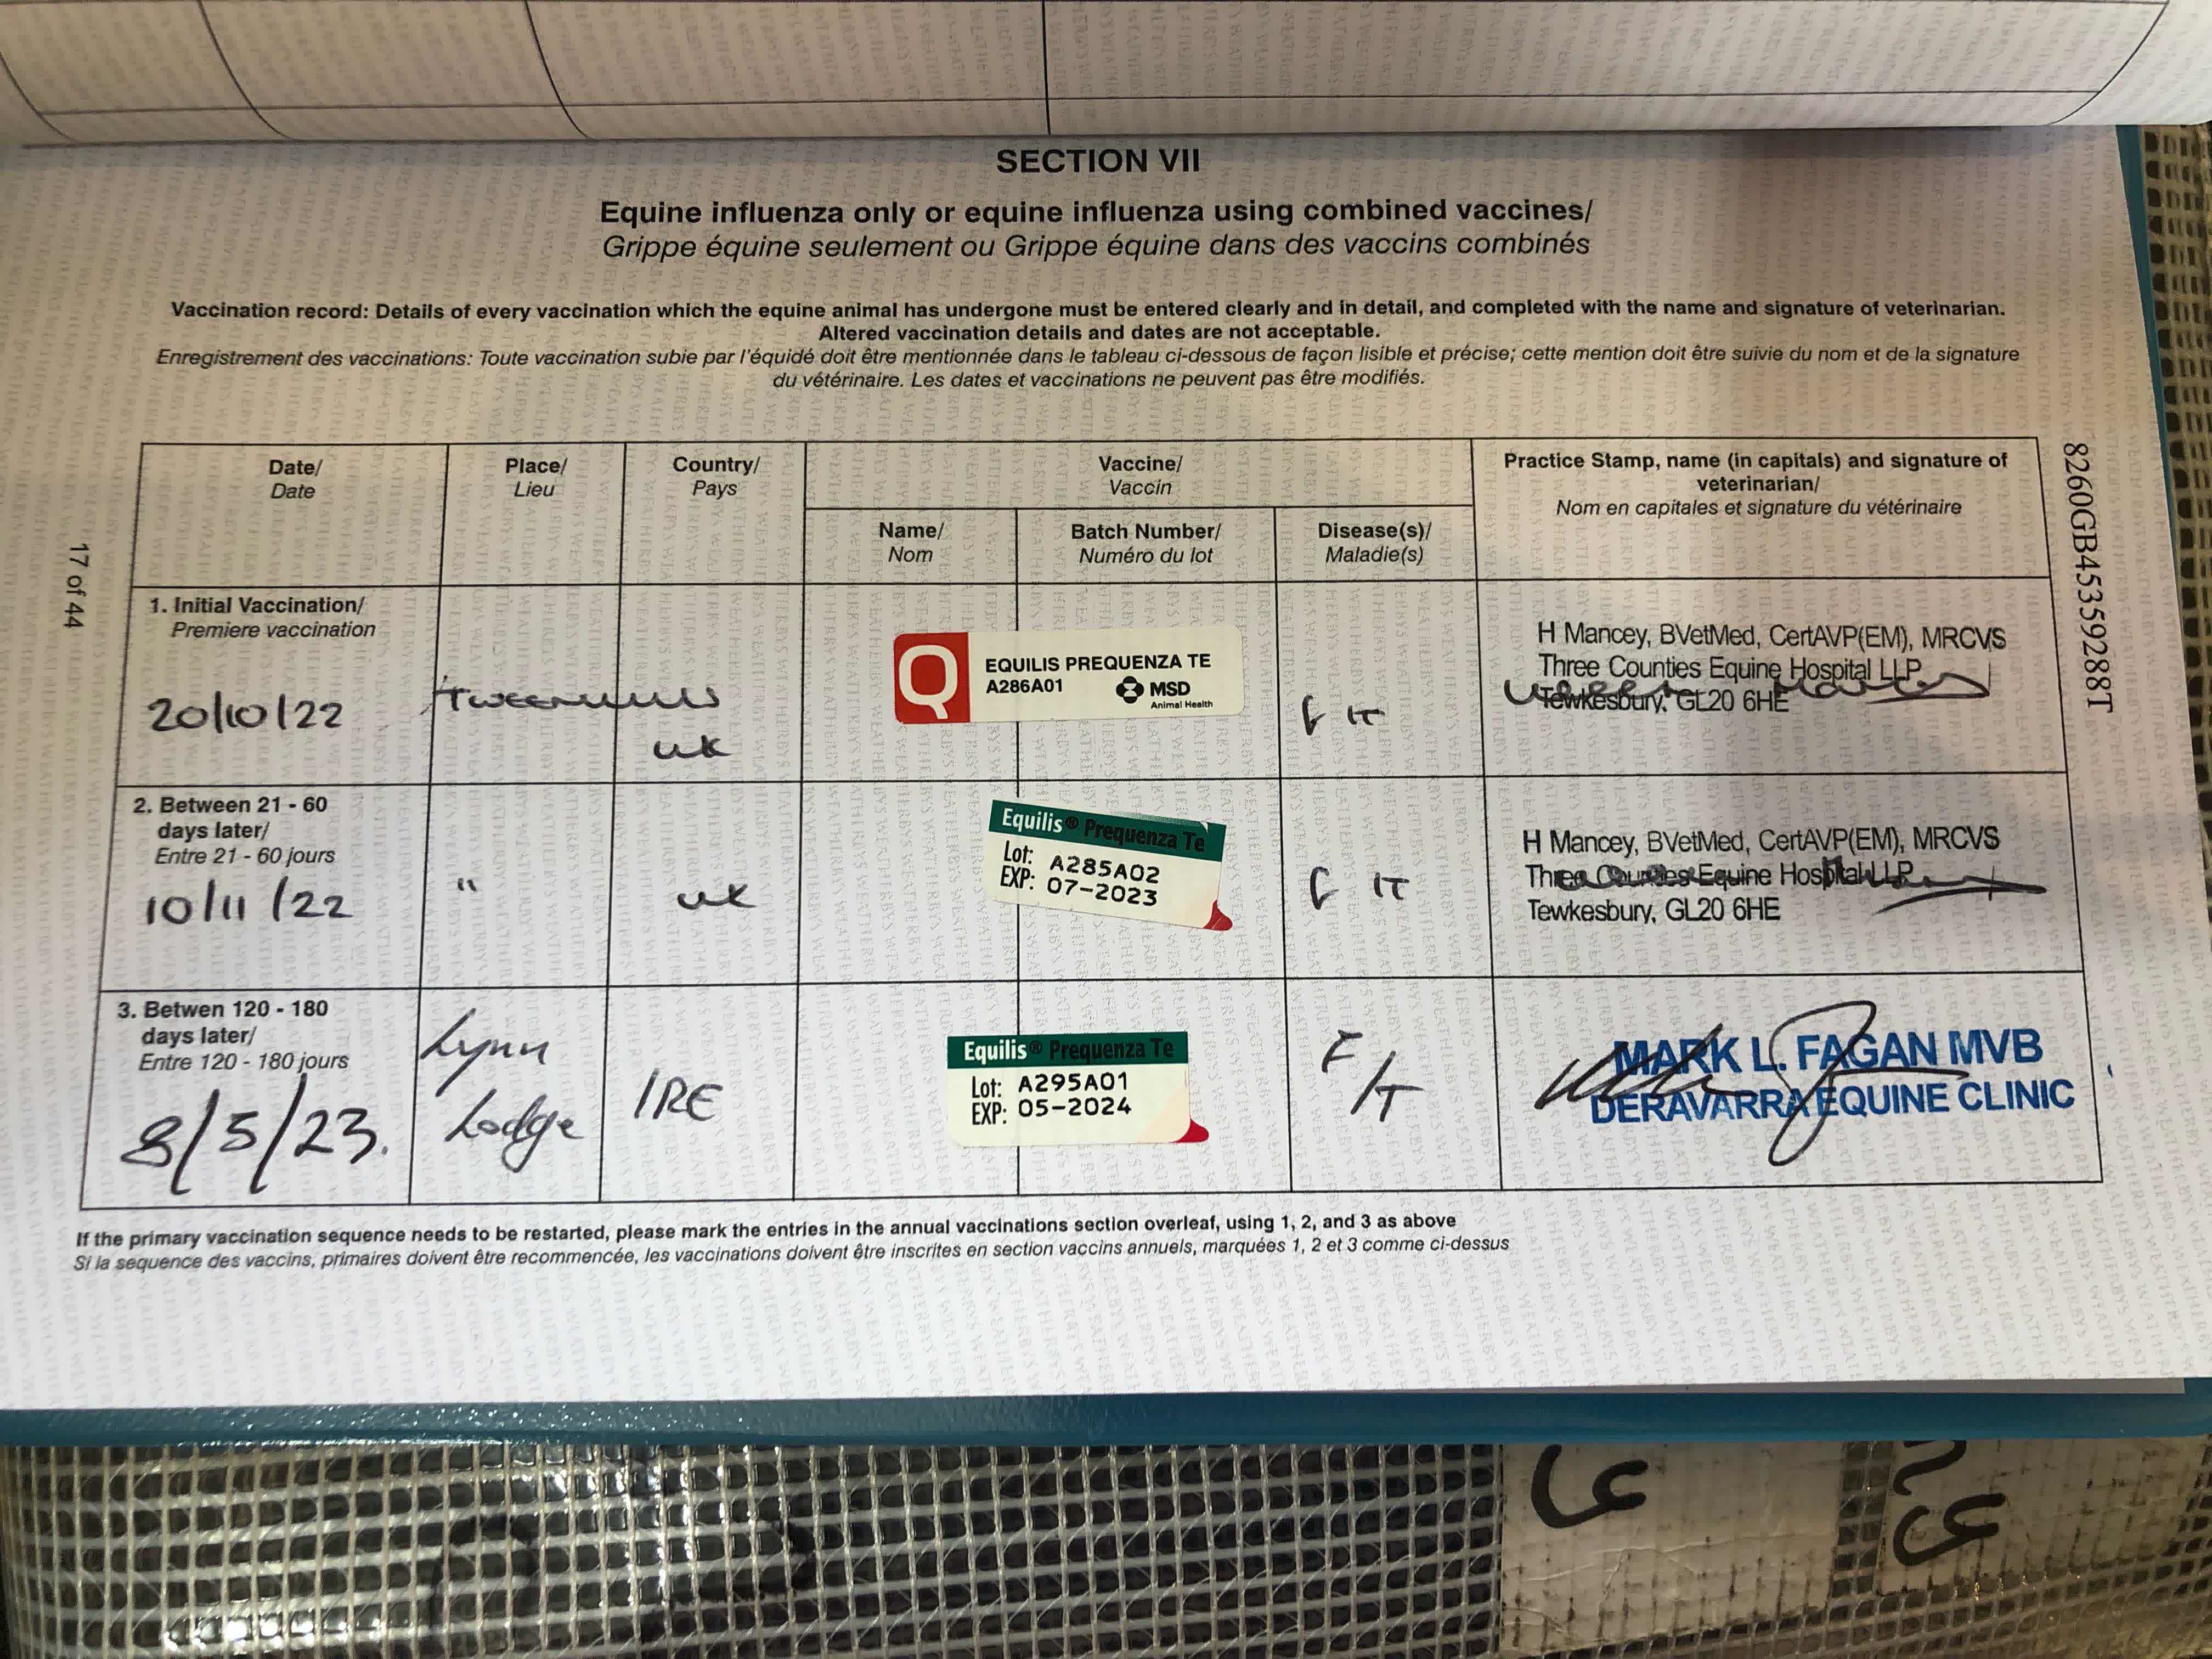 SECTION VII
Equine influenza only or equine influenza using combined vaccines/
Grippe équine seulement ou Grippe équine dans des vaccins combinés
Vaccination record: Details of every vaccination which the equine animal has undergone must be entered clearly and in detail, and completed with the name and signature of veterinarian.
Altered vaccination details and dates are not acceptable.
Enregistrement des vaccinations: Toute vaccination subie par l'équidé doit être mentionnée dans le tableau ci-dessous de façon lisible et précise; cette mention doit être suivie du nom et de la signature
du vétérinaire. Les dates et vaccinations ne peuvent pas être modifiés.
Date/
Date
Place/
Lieu
Country/
Pays
Vaccine/
Vaccin
Name/
Nom
Batch Number/
Numéro du lot
Disease(s)/
Maladie(s)
Practice Stamp, name (in capitals) and signature of
veterinarian/
Nom en capitales et signature du vétérinaire
1. Initial Vaccination/
Premiere vaccination
20/10/22
UK
Q
EQUILIS PREQUENZA TE
A286A01
MSD
Animal Health
F IT
H Mancey, BVetMed, CertAVP(EM), MRCVS
Three Counties Equine Hospital LLP
Tewkesbury, GL20 6HE
2. Between 21 - 60
days later/
Entre 21 - 60 jours
10/11/22
"
UK
Equilis® Prequenza Te
Lot: A285A02
EXP: 07-2023
F IT
H Mancey, BVetMed, CertAVP(EM), MRCVS
Three Counties Equine Hospital LLP
Tewkesbury, GL20 6HE
3. Betwen 120 - 180
days later/
Entre 120 - 180 jours
8/5/23.
Lynn
Lodge
IRE
Equilis® Prequenza Te
Lot: A295A01
EXP: 05-2024
F/T
MARK L. FAGAN MVB
DERAVARRA EQUINE CLINIC
If the primary vaccination sequence needs to be restarted, please mark the entries in the annual vaccinations section overleaf, using 1, 2, and 3 as above
Si la sequence des vaccins, primaires doivent être recommencée, les vaccinations doivent être inscrites en section vaccins annuels, marquées 1, 2 et 3 comme ci-dessus
17 of 44
8260GB45359288T